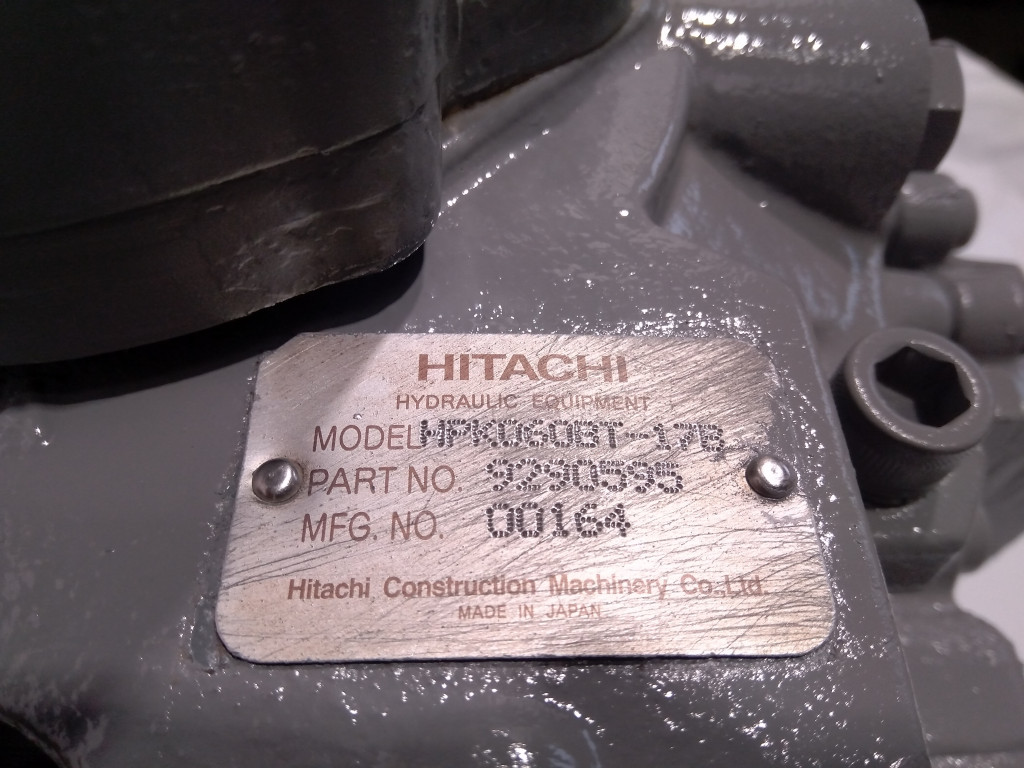 HITACHI
HYDRAULIC EQUIPMENT
MODEL HPK060BT-17B
PART NO. 9290595
MFG. NO. 00164
Hitachi Construction Machinery Co.,Ltd.
MADE IN JAPAN